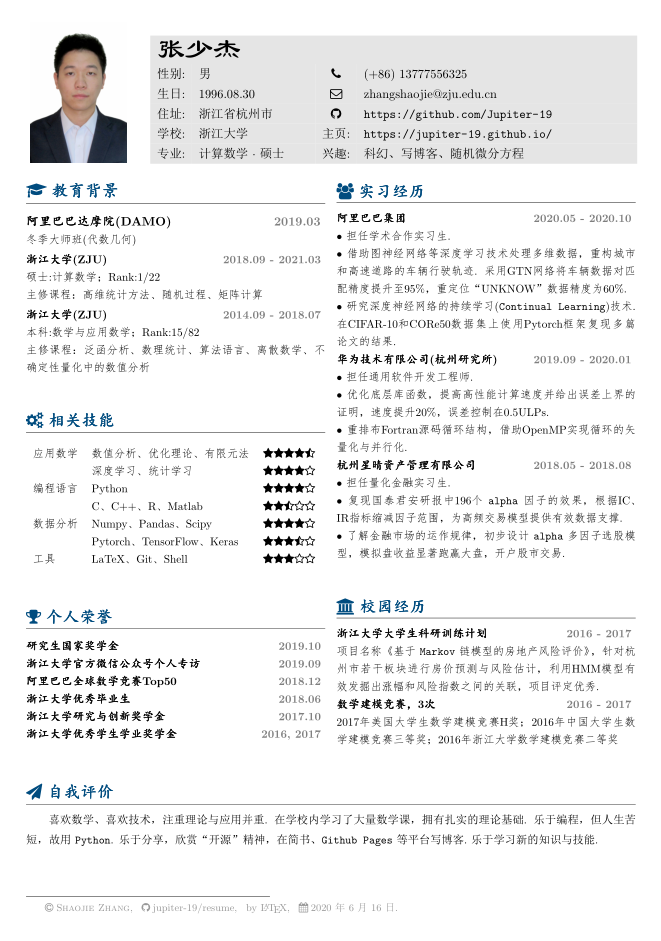 张少杰
性别: 男 (+86) 13777556325
生日: 1996.08.30 zhangshaojie@zju.edu.cn
住址: 浙江省杭州市 https://github.com/Jupiter-19
学校: 浙江大学 主页: https://jupiter-19.github.io/
专业: 计算数学 · 硕士 兴趣: 科幻、写博客、随机微分方程
教育背景
阿里巴巴达摩院(DAMO) 2019.03
冬季大师班(代数几何)
浙江大学(ZJU) 2018.09 - 2021.03
硕士:计算数学; Rank:1/22
主修课程: 高维统计方法、随机过程、矩阵计算
浙江大学(ZJU) 2014.09 - 2018.07
本科:数学与应用数学; Rank:15/82
主修课程: 泛函分析、数理统计、算法语言、离散数学、不
确定性量化中的数值分析
相关技能
应用数学 数值分析、优化理论、有限元法
深度学习、统计学习
编程语言 Python
C、C++、R、Matlab
数据分析 Numpy、Pandas、Scipy
Pytorch、TensorFlow、Keras
工具 LaTeX、Git、Shell
个人荣誉
研究生国家奖学金 2019.10
浙江大学官方微信公众号个人专访 2019.09
阿里巴巴全球数学竞赛Top50 2018.12
浙江大学优秀毕业生 2018.06
浙江大学研究与创新奖学金 2017.10
浙江大学优秀学生学业奖学金 2016, 2017
实习经历
阿里巴巴集团 2020.05 - 2020.10
● 担任学术合作实习生.
● 借助图神经网络等深度学习技术处理多维数据, 重构城市
和高速道路的车辆行驶轨迹. 采用GTN网络将车辆数据对匹
配精度提升至95%, 重定位“UNKNOW”数据精度为60%.
● 研究深度神经网络的持续学习(Continual Learning)技术.
在CIFAR-10和CORe50数据集上使用Pytorch框架复现多篇
论文的结果.
华为技术有限公司(杭州研究所) 2019.09 - 2020.01
● 担任通用软件开发工程师.
● 优化底层库函数, 提高高性能计算速度并给出误差上界的
证明, 速度提升20%, 误差控制在0.5ULPs.
● 重排布Fortran源码循环结构, 借助OpenMP实现循环的矢
量化与并行化.
杭州星晴资产管理有限公司 2018.05 - 2018.08
● 担任量化金融实习生.
● 复现国泰君安研报中196个 alpha 因子的效果, 根据IC、
IR指标缩减因子范围, 为高频交易模型提供有效数据支撑.
● 了解金融市场的运作规律, 初步设计 alpha 多因子选股模
型, 模拟盘收益显著跑赢大盘, 开户股市交易.
校园经历
浙江大学大学生科研训练计划 2016 - 2017
项目名称《基于 Markov 链模型的房地产风险评价》, 针对杭
州市若干板块进行房价预测与风险估计, 利用HMM模型有
效发掘出涨幅和风险指数之间的关联, 项目评定优秀.
数学建模竞赛, 3次 2016 - 2017
2017年美国大学生数学建模竞赛H奖; 2016年中国大学生数
学建模竞赛三等奖; 2016年浙江大学数学建模竞赛二等奖
自我评价
喜欢数学、喜欢技术, 注重理论与应用并重. 在学校内学习了大量数学课, 拥有扎实的理论基础. 乐于编程, 但人生苦
短, 故用 Python. 乐于分享, 欣赏“开源”精神, 在简书、Github Pages 等平台写博客. 乐于学习新的知识与技能.
© Shaojie Zhang, jupiter-19/resume, by LaTeX, 2020 年 6 月 16 日.